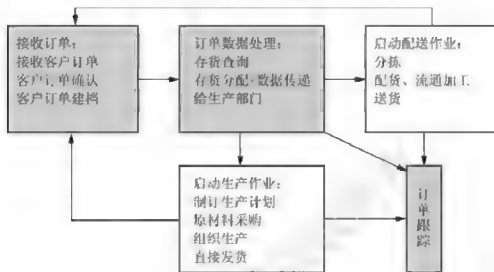 接收订单：
接收客户订单
客户订单确认
客户订单建档
订单数据处理：
存货查询
存货分配·数据传递
给生产部门
启动配送作业：
分拣
配货、流通加工
送货
启动生产作业：
制订生产计划
原材料采购
组织生产
直接发货
订单跟踪